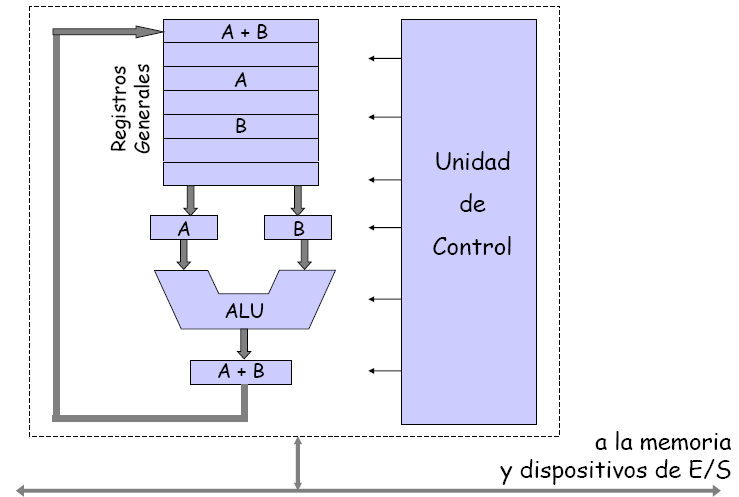 A + B
A
B
Registros
Generales
A
B
ALU
A + B
Unidad
de
Control
a la memoria
y dispositivos de E/S